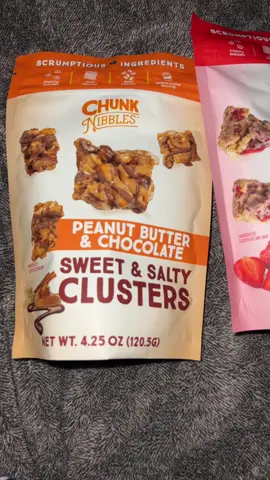 SCRUMPTIOUS INGREDIENTS
CHUNK
NIBBLES
PEANUT BUTTER
& CHOCOLATE
SWEET & SALTY
CLUSTERS
NET WT. 4.25 OZ (120.5G)
SCRUMPTIOUS